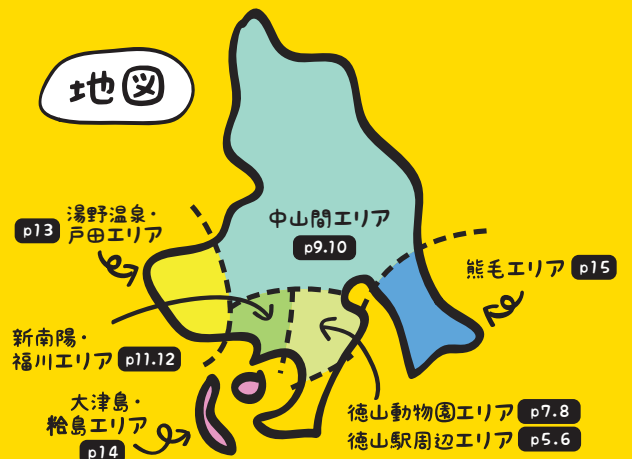 地図
中山間エリア
p9.10
湯野温泉・
戸田エリア
p13
熊毛エリア
p15
新南陽・
福川エリア
p11.12
大津島・
粭島エリア
p14
徳山動物園エリア
p7.8
徳山駅周辺エリア
p5.6